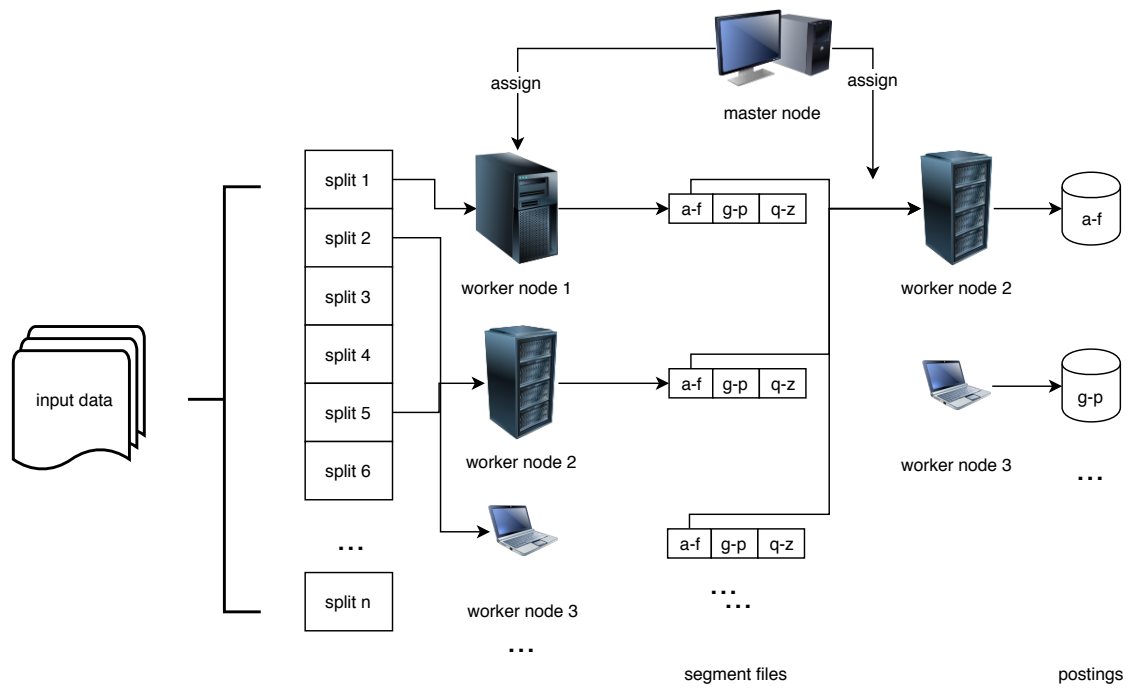 assign
assign
master node
split 1
split 2
split 3
split 4
split 5
split 6
...
split n
input data
worker node 1
worker node 2
worker node 3
...
a-f g-p q-z
a-f g-p q-z
a-f g-p q-z
...
...
segment files
worker node 2
a-f
worker node 3
g-p
...
postings